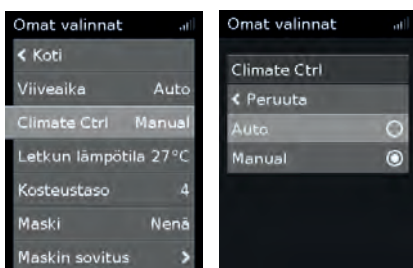 Omat valinnat
< Koti
Viiveaika Auto
Climate Ctrl Manual
Letkun lämpötila 27°C
Kosteustaso 4
Maski Nenä
Maskin sovitus >
Omat valinnat
Climate Ctrl
< Peruuta
Auto
Manual